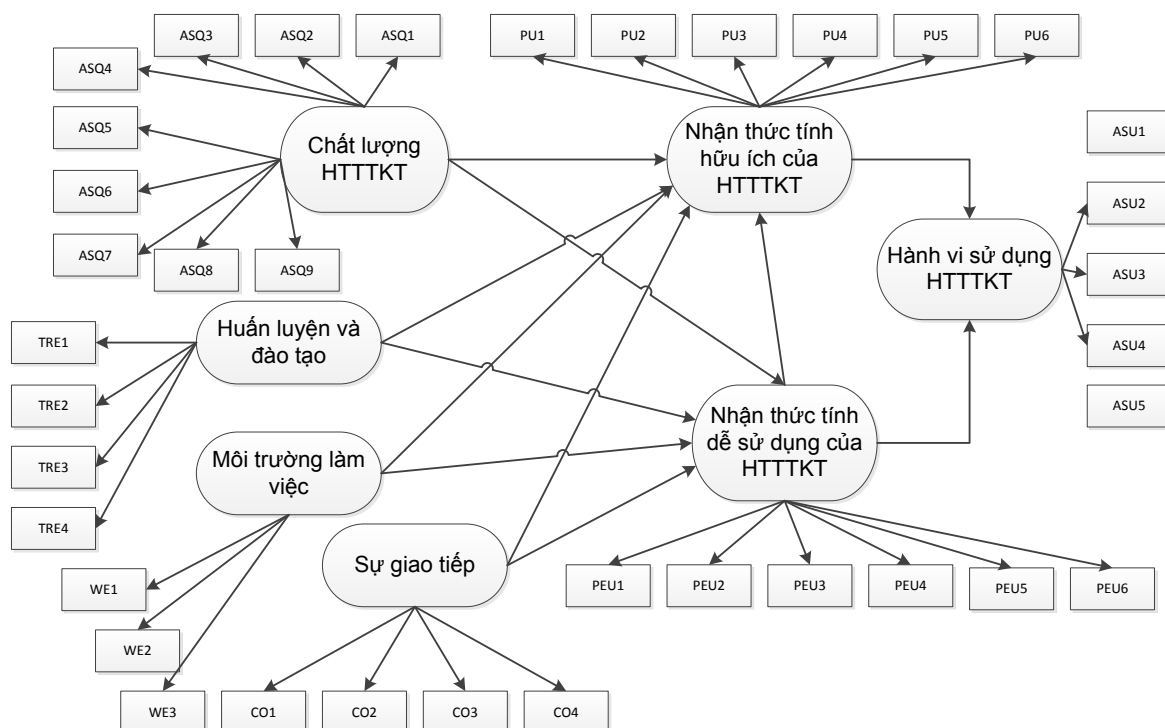 ASQ3
ASQ2
ASQ1
PU1
PU2
PU3
PU4
PU5
PU6
ASQ4
ASQ5
ASQ6
ASQ7
ASQ8
ASQ9
Chất lượng
HTTTKT
Nhận thức tính
hữu ích của
HTTTKT
ASU1
ASU2
ASU3
ASU4
ASU5
Hành vi sử dụng
HTTTKT
Huấn luyện và
đào tạo
TRE1
TRE2
TRE3
TRE4
Nhận thức tính
dễ sử dụng của
HTTTKT
Môi trường làm
việc
Sự giao tiếp
PEU1
PEU2
PEU3
PEU4
PEU5
PEU6
WE1
WE2
WE3
CO1
CO2
CO3
CO4